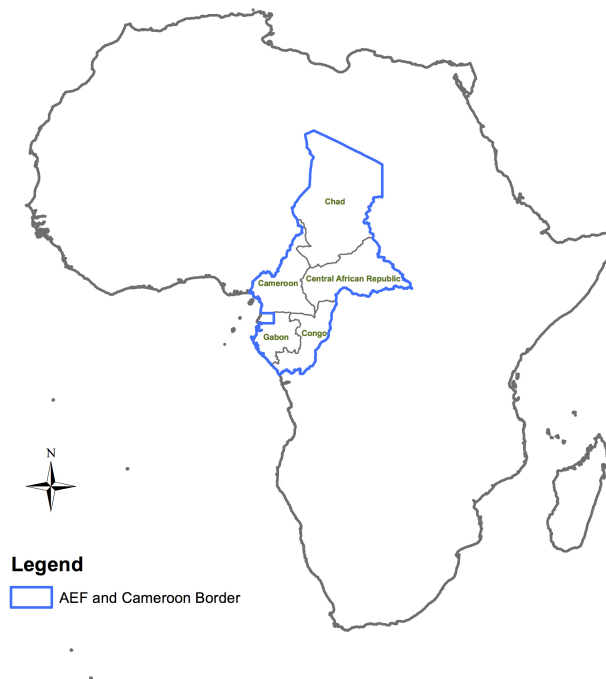 Chad
Central African Republic
Cameroon
Gabon
Congo
N
Legend
AEF and Cameroon Border